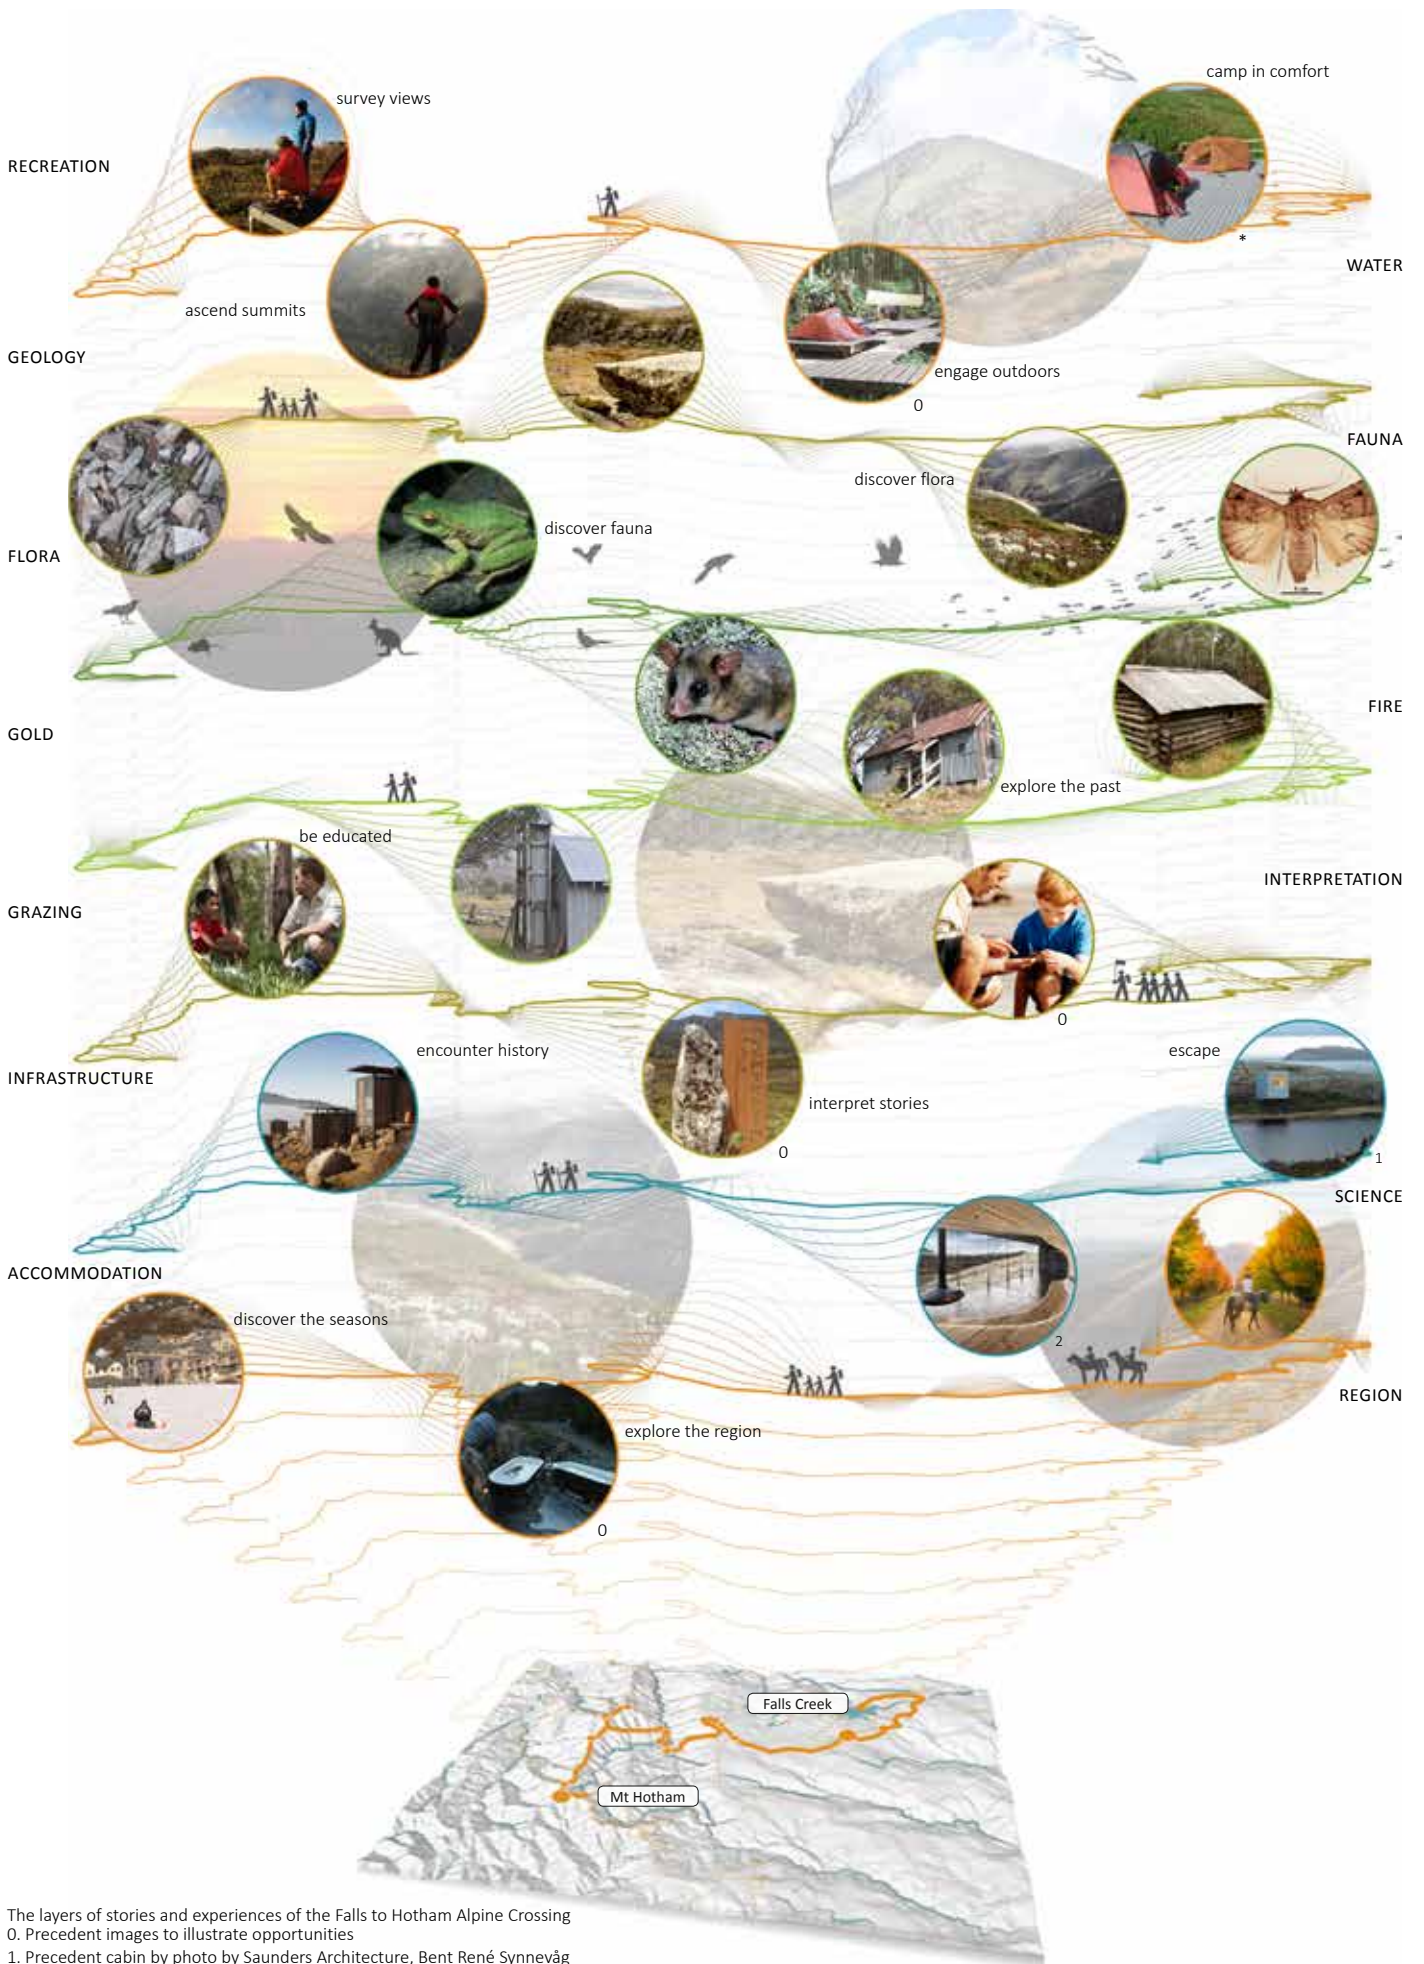 camp in comfort
survey views
RECREATION
*
WATER
ascend summits
GEOLOGY
engage outdoors
0
FAUNA
discover flora
discover fauna
FLORA
FIRE
GOLD
explore the past
be educated
INTERPRETATION
GRAZING
0
encounter history
escape
INFRASTRUCTURE
interpret stories
0
1
SCIENCE
ACCOMMODATION
discover the seasons
2
REGION
explore the region
0
Falls Creek
Mt Hotham
The layers of stories and experiences of the Falls to Hotham Alpine Crossing
0. Precedent images to illustrate opportunities
1. Precedent cabin by photo by Saunders Architecture, Bent René Synnevåg